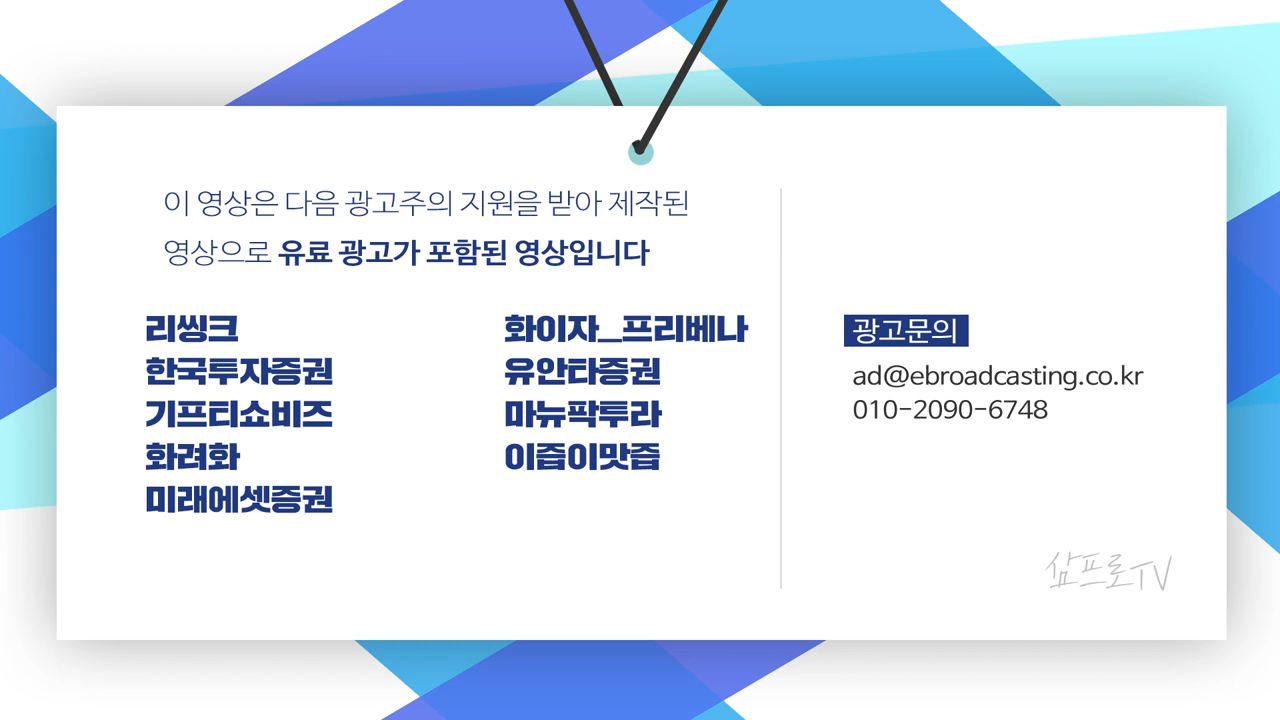 이 영상은 다음 광고주의 지원을 받아 제작된
영상으로 유료 광고가 포함된 영상입니다
리씽크
한국투자증권
기프티쇼비즈
화려화
미래에셋증권
화이자_프리베나
유안타증권
마뉴팍투라
이즙이맛즙
광고문의
ad@ebroadcasting.co.kr
010-2090-6748
삼프로TV